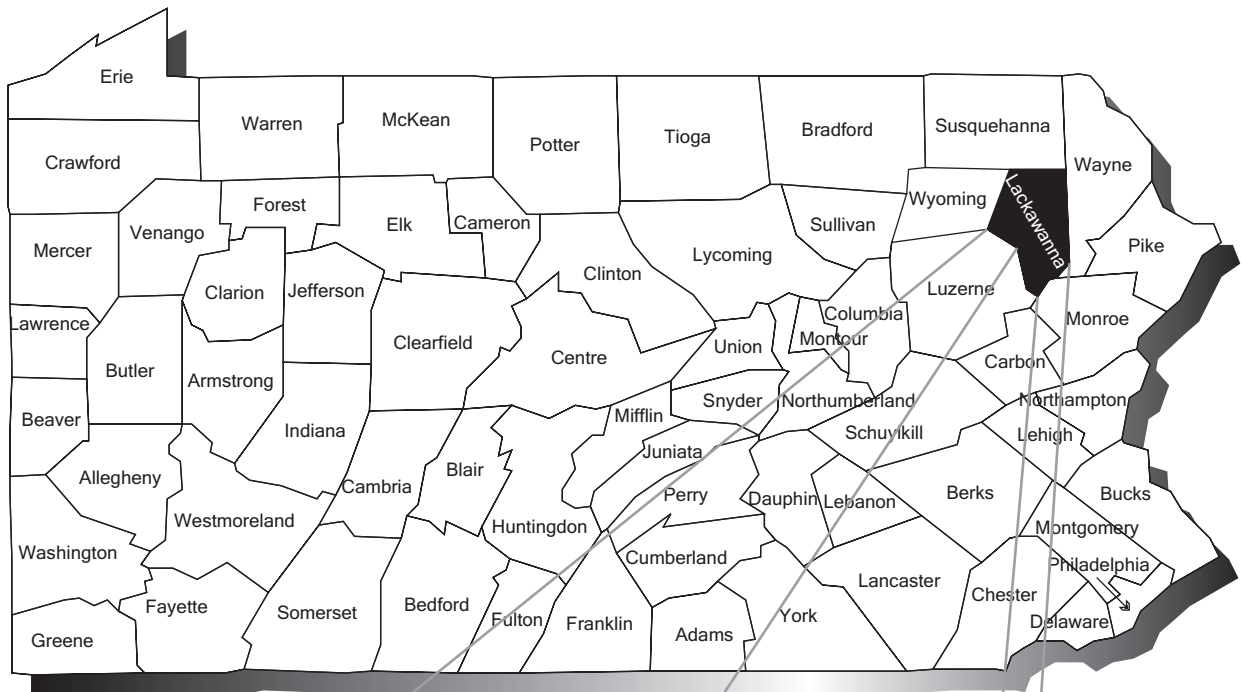 Erie
Warren
McKean
Potter
Tioga
Bradford
Susquehanna
Wayne
Crawford
Forest
Elk
Cameron
Wyoming
Lackawanna
Mercer
Venango
Clarion
Jefferson
Clinton
Lycoming
Sullivan
Pike
Lawrence
Butler
Armstrong
Clearfield
Centre
Union
Montour
Columbia
Luzerne
Carbon
Monroe
Beaver
Indiana
Mifflin
Snyder
Northumberland
Schuylkill
Northampton
Lehigh
Allegheny
Westmoreland
Cambria
Blair
Huntingdon
Juniata
Perry
Dauphin
Lebanon
Berks
Bucks
Montgomery
Washington
Cumberland
Lancaster
Chester
Philadelphia
Delaware
Greene
Fayette
Somerset
Bedford
Fulton
Franklin
Adams
York